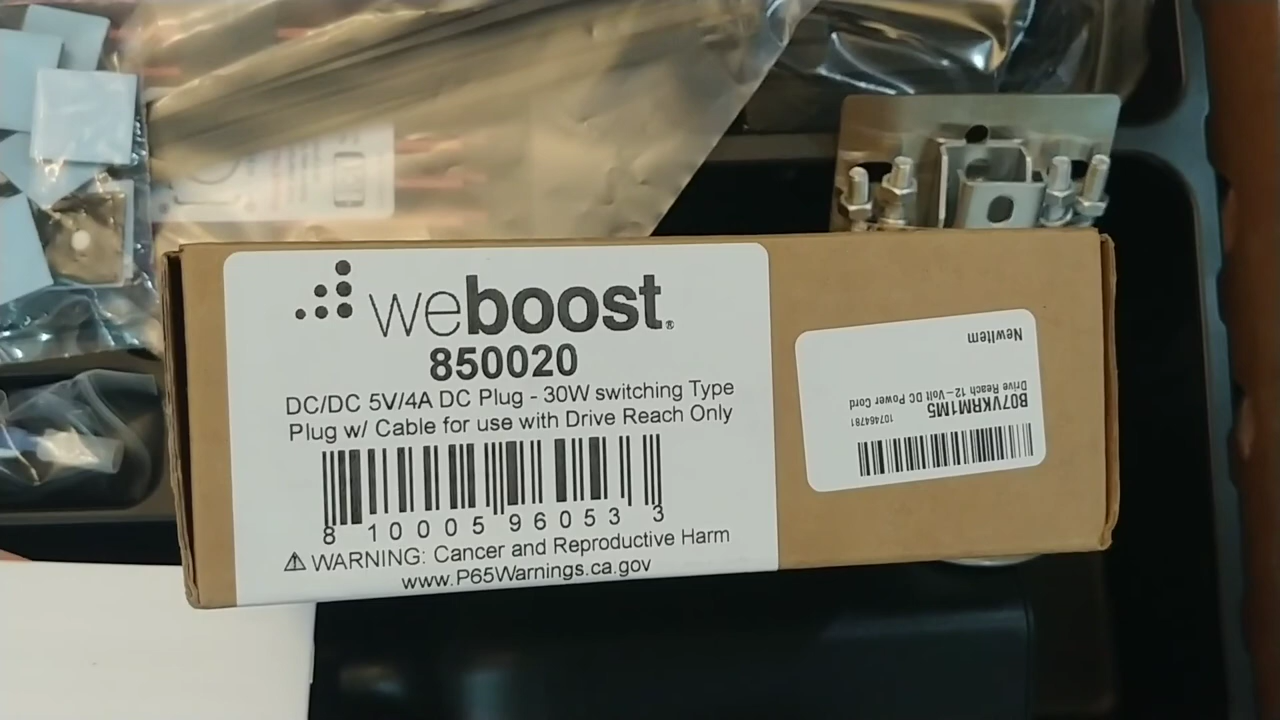 weboost®
850020
DC/DC 5V/4A DC Plug - 30W switching Type
Plug w/ Cable for use with Drive Reach Only
8 10005 96053 3
⚠ WARNING: Cancer and Reproductive Harm
www.P65Warnings.ca.gov
B07VKRM1M5
107464781
Drive Reach 12-Volt DC Power Cord
NewItem